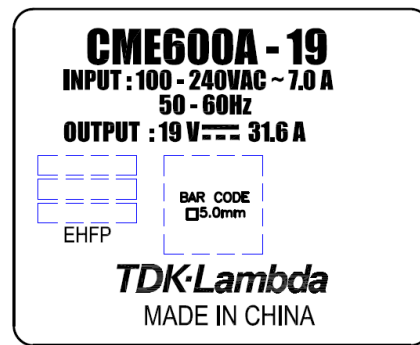 CME600A - 19
INPUT : 100 - 240VAC ~ 7.0 A
50 - 60Hz
OUTPUT : 19 V⎓ 31.6 A
BAR CODE
□5.0mm
EHFP
TDK·Lambda
MADE IN CHINA